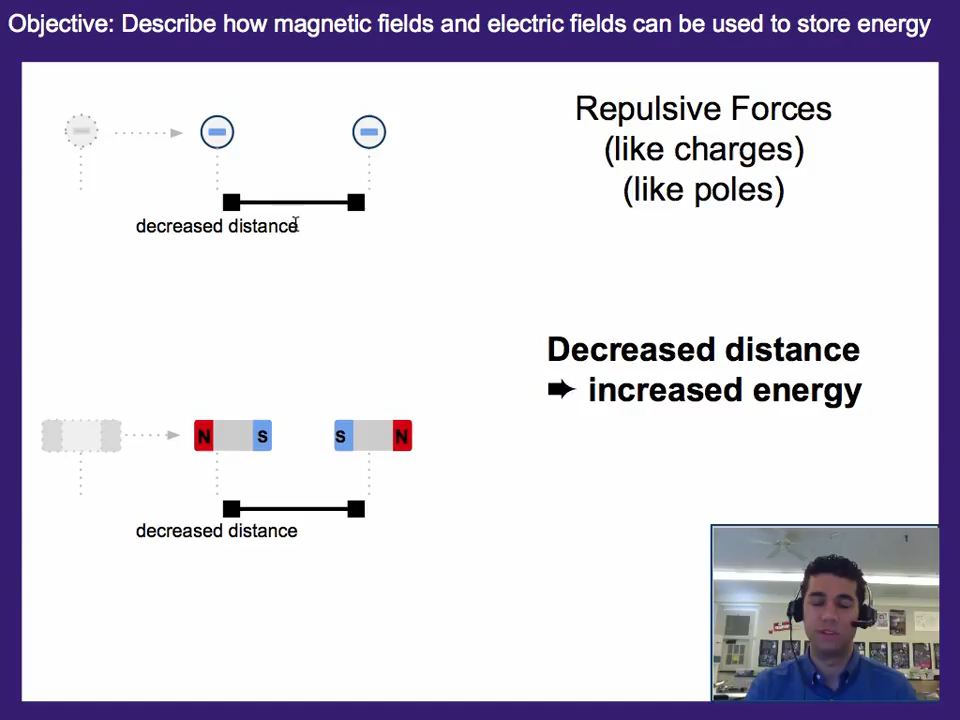 Objective: Describe how magnetic fields and electric fields can be used to store energy
Repulsive Forces
(like charges)
(like poles)
decreased distance
Decreased distance
➨ increased energy
N S S N
decreased distance